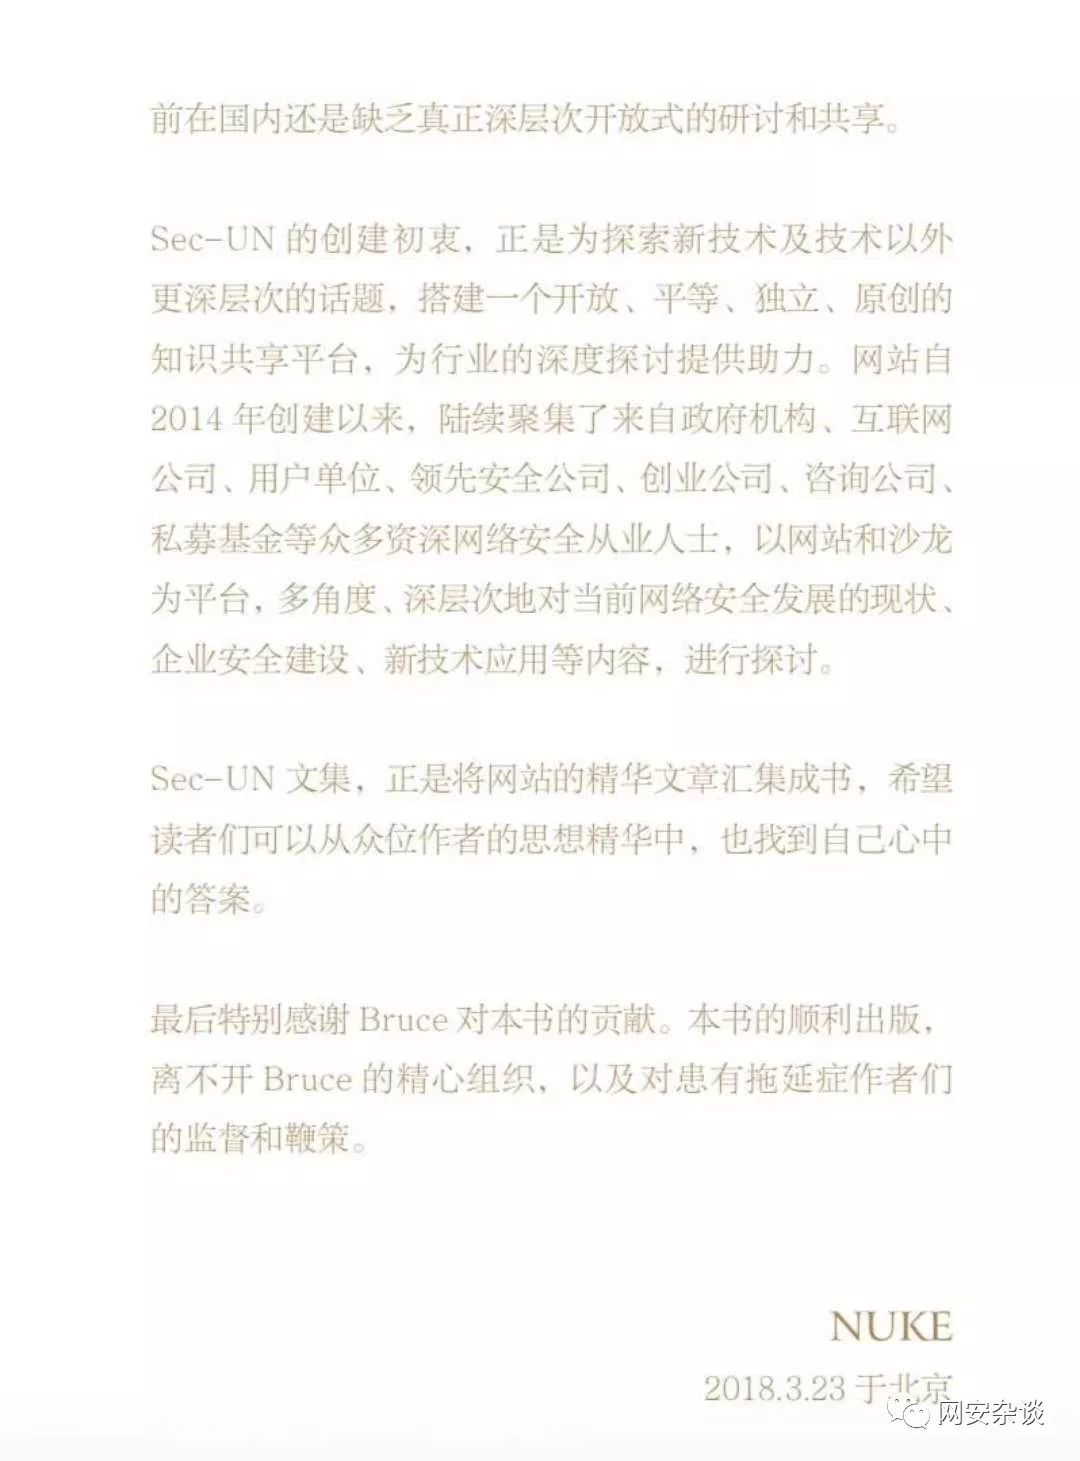 前在国内还是缺乏真正深层次开放式的研讨和共享。
Sec-UN 的创建初衷，正是为探索新技术及技术以外
更深层次的话题，搭建一个开放、平等、独立、原创的
知识共享平台，为行业的深度探讨提供助力。网站自
2014 年创建以来，陆续聚集了来自政府机构、互联网
公司、用户单位、领先安全公司、创业公司、咨询公司、
私募基金等众多资深网络安全从业人士，以网站和沙龙
为平台，多角度、深层次地对当前网络安全发展的现状、
企业安全建设、新技术应用等内容，进行探讨。
Sec-UN 文集，正是将网站的精华文章汇集成书，希望
读者们可以从众位作者的思想精华中，也找到自己心中
的答案。
最后特别感谢 Bruce 对本书的贡献。本书的顺利出版，
离不开 Bruce 的精心组织，以及对患有拖延症作者们
的监督和鞭策。
NUKE
2018.3.23 于北京
网安杂谈